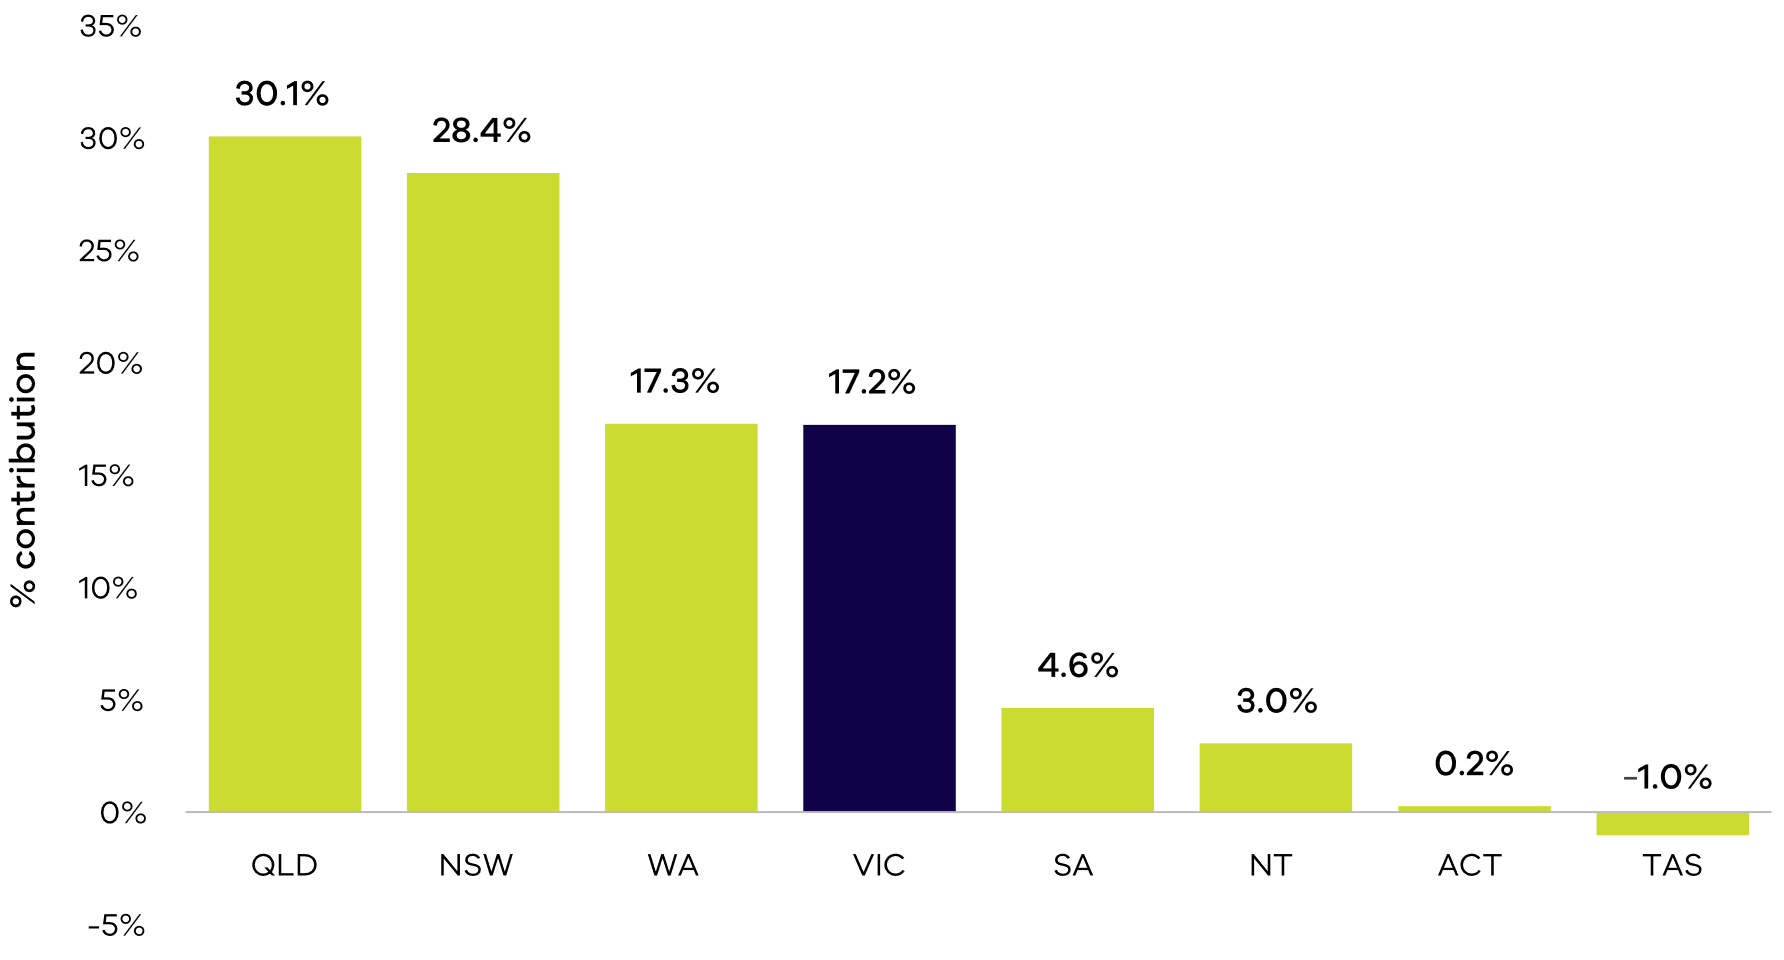 35%
30%
25%
20%
15%
10%
5%
0%
-5%
% contribution
30.1%
28.4%
17.3%
17.2%
4.6%
3.0%
0.2%
–1.0%
QLD
NSW
WA
VIC
SA
NT
ACT
TAS